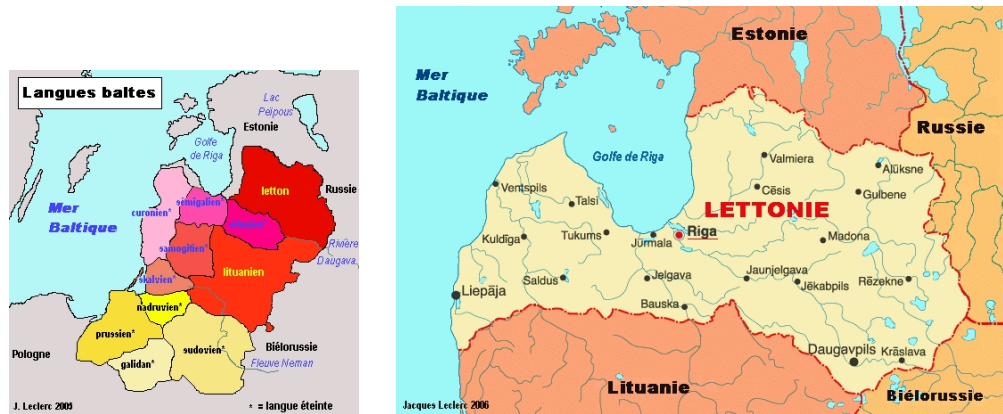 Langues baltes
Lac
Peïpous
Estonie
Golfe
de Riga
letton
Russie
sémigalien*
curonien*
Mer
Baltique
samogitien*
lituanien
Rivière
Daugava
skalvien*
nadruvien*
prussien*
sudovien*
galidan*
Pologne
Biélorussie
Fleuve Neman
J. Leclerc 2005
* = langue éteinte
Estonie
Mer
Baltique
Russie
Golfe de Riga
Valmiera
Alūksne
Ventspils
Cēsis
Gulbene
Talsi
LETTONIE
Kuldīga
Tukums
Jūrmala
Riga
Madona
Saldus
Jelgava
Jaunjelgava
Jēkabpils
Rēzekne
Liepāja
Bauska
Daugavpils
Krāslava
Lituanie
Biélorussie
Jacques Leclerc 2006